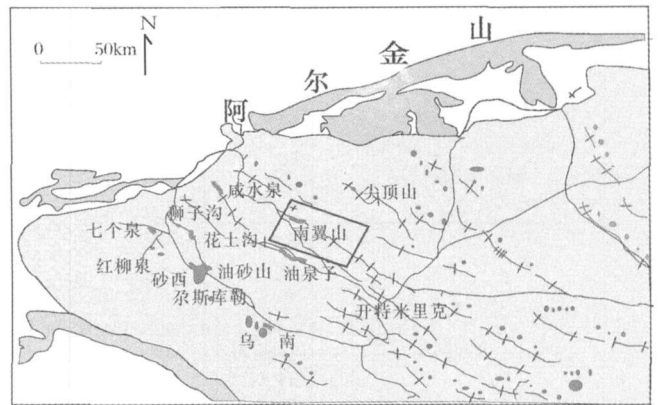 N
0 50km
阿尔金山
咸水泉
尖顶山
狮子沟
七个泉
花土沟
南翼山
红柳泉
砂西
油砂山
油泉子
尕斯库勒
开特米里克
乌南